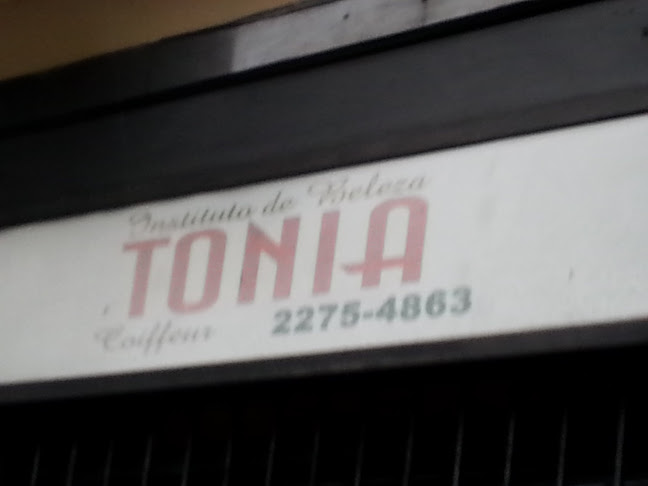 Instituto de Beleza
TONIA
Coiffeur 2275-4863